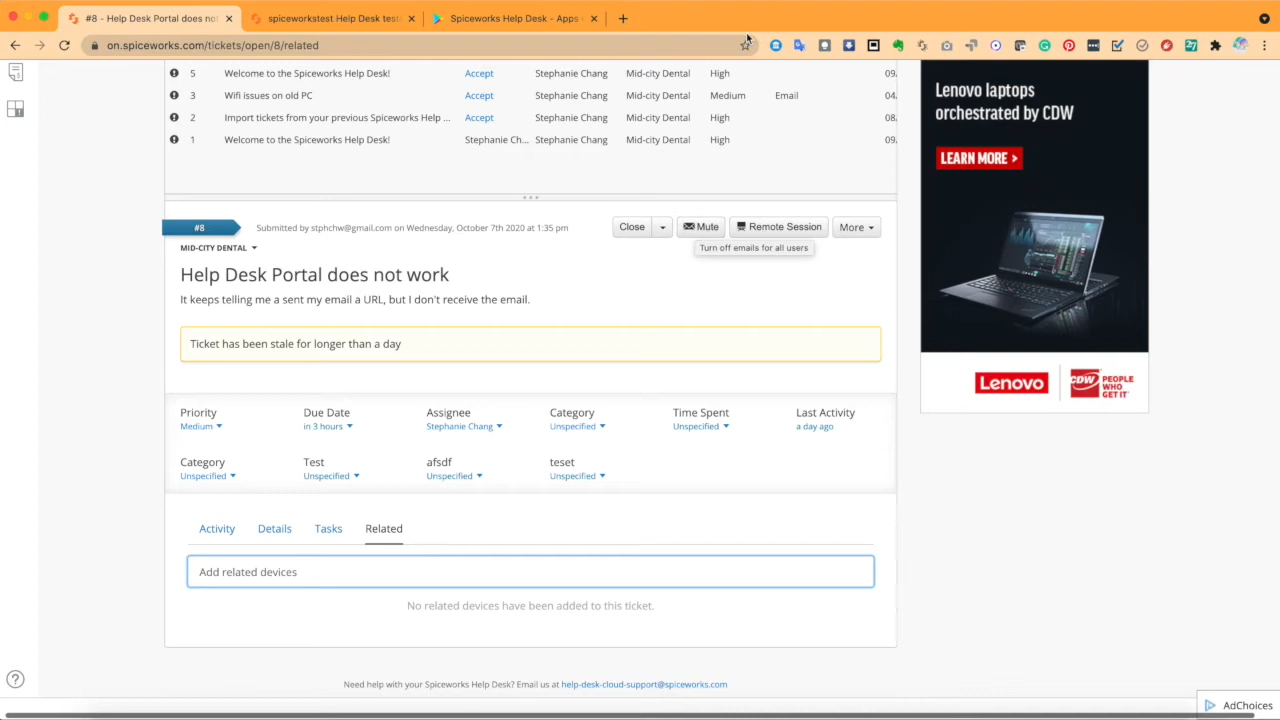 #8 - Help Desk Portal does not
spiceworkstest Help Desk test
Spiceworks Help Desk - Apps
on.spiceworks.com/tickets/open/8/related
5 Welcome to the Spiceworks Help Desk! Accept Stephanie Chang Mid-city Dental High 09.
3 Wifi issues on old PC Accept Stephanie Chang Mid-city Dental Medium Email 04.
2 Import tickets from your previous Spiceworks Help ... Accept Stephanie Chang Mid-city Dental High 08.
1 Welcome to the Spiceworks Help Desk! Stephanie Ch... Stephanie Chang Mid-city Dental High 09.
Lenovo laptops
orchestrated by CDW
LEARN MORE >
Lenovo CDW PEOPLE
WHO
GET IT
#8 Submitted by stphchw@gmail.com on Wednesday, October 7th 2020 at 1:35 pm Close Mute Remote Session More
Turn off emails for all users
MID-CITY DENTAL
Help Desk Portal does not work
It keeps telling me a sent my email a URL, but I don't receive the email.
Ticket has been stale for longer than a day
Priority Due Date Assignee Category Time Spent Last Activity
Medium in 3 hours Stephanie Chang Unspecified Unspecified a day ago
Category Test afsdf teset
Unspecified Unspecified Unspecified Unspecified
Activity Details Tasks Related
Add related devices
No related devices have been added to this ticket.
Need help with your Spiceworks Help Desk? Email us at help-desk-cloud-support@spiceworks.com
AdChoices